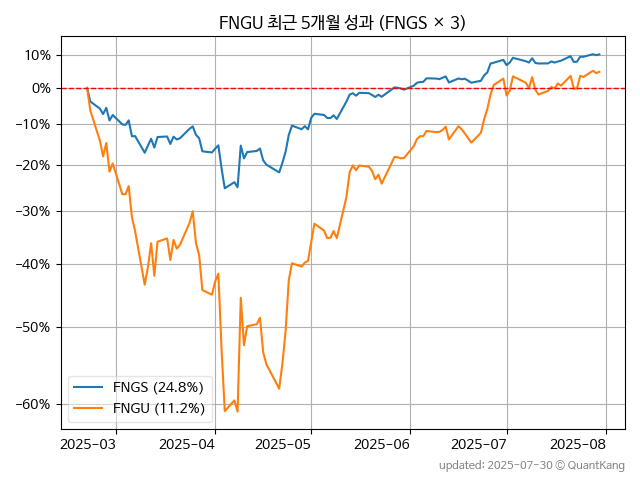 FNGU 최근 5개월 성과 (FNGS × 3)
10%
0%
−10%
−20%
−30%
−40%
−50%
−60%
FNGS (24.8%)
FNGU (11.2%)
2025-03 2025-04 2025-05 2025-06 2025-07 2025-08
updated: 2025-07-30 © QuantKang